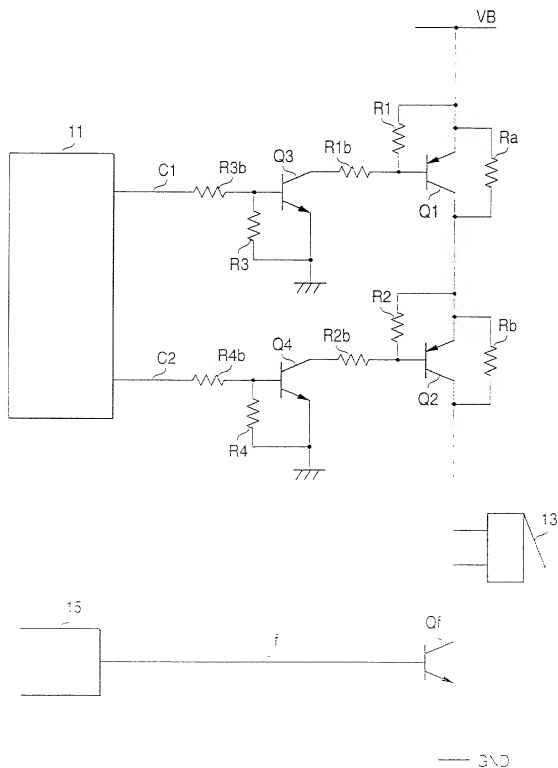 VB
R1
11
Ra
C1
R3b
Q3
R1b
Q1
R3
R2
C2
R4b
Q4
R2b
Rb
Q2
R4
13
15
f
Qf
GND